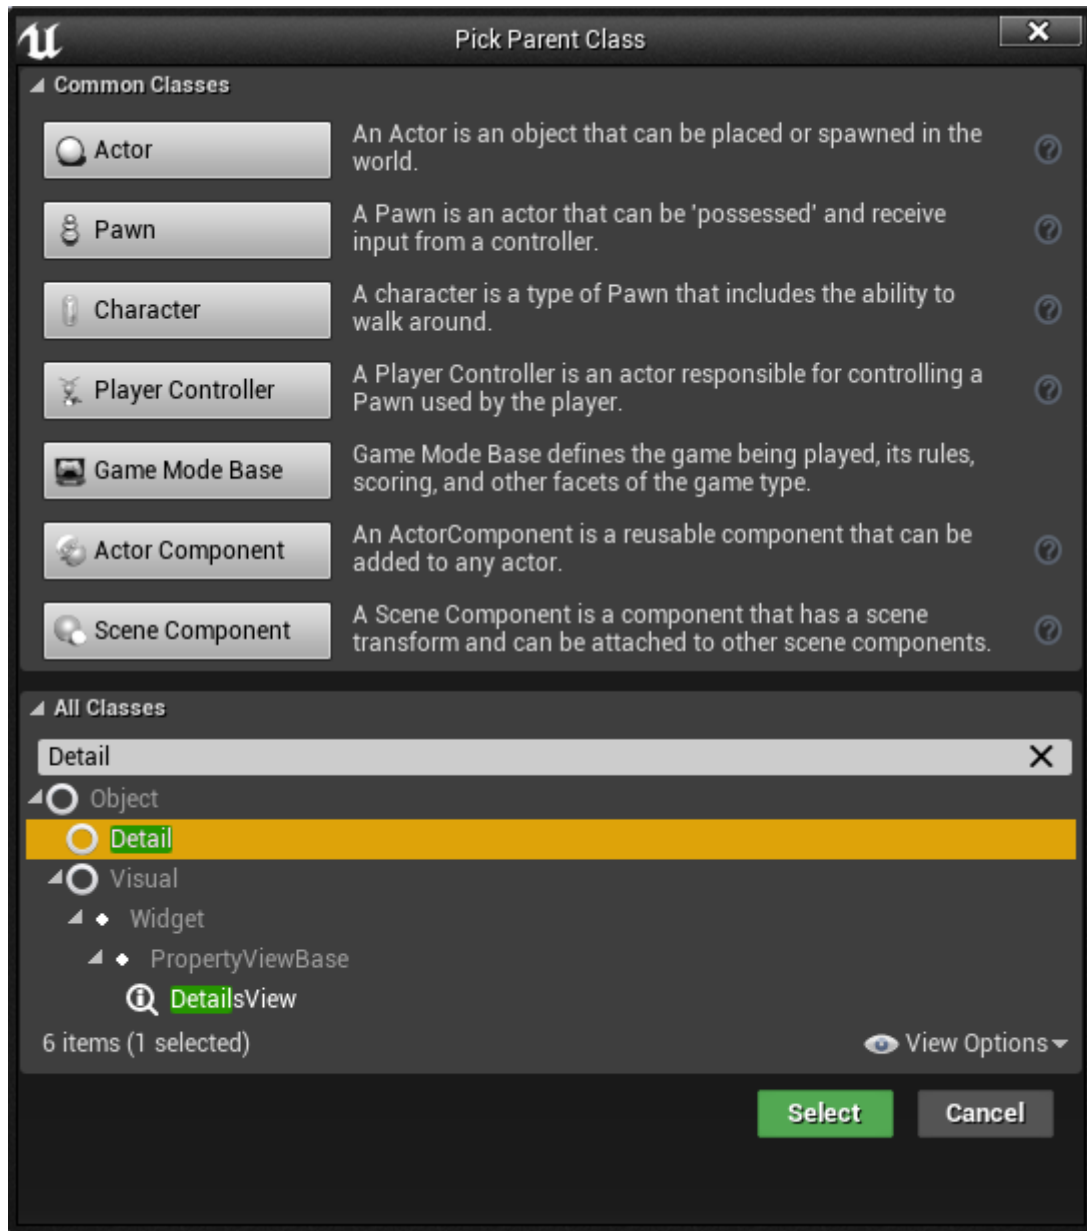 Pick Parent Class
Common Classes
Actor
An Actor is an object that can be placed or spawned in the
world.
Pawn
A Pawn is an actor that can be 'possessed' and receive
input from a controller.
Character
A character is a type of Pawn that includes the ability to
walk around.
Player Controller
A Player Controller is an actor responsible for controlling a
Pawn used by the player.
Game Mode Base
Game Mode Base defines the game being played, its rules,
scoring, and other facets of the game type.
Actor Component
An ActorComponent is a reusable component that can be
added to any actor.
Scene Component
A Scene Component is a component that has a scene
transform and can be attached to other scene components.
All Classes
Detail
Object
Detail
Visual
Widget
PropertyViewBase
DetailsView
6 items (1 selected)
View Options
Select
Cancel